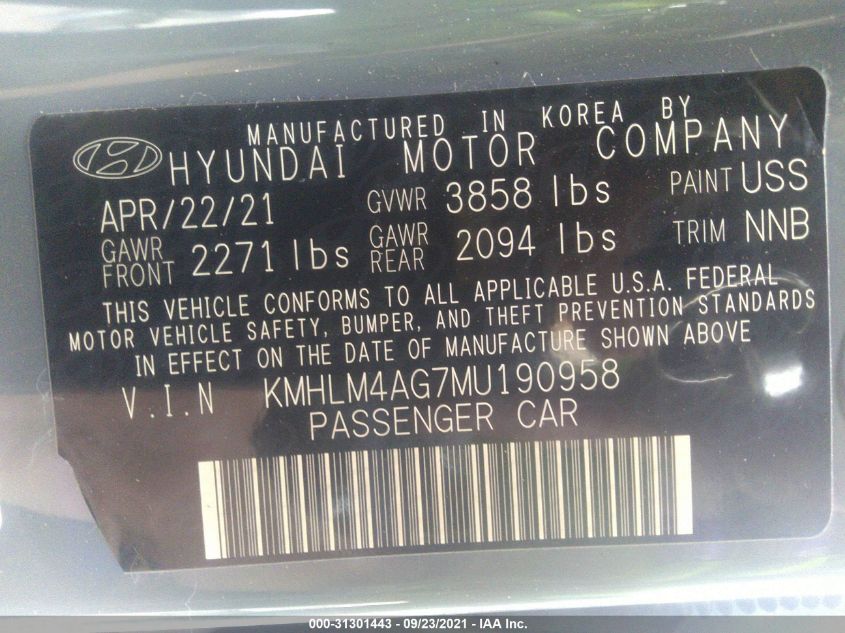 MANUFACTURED IN KOREA BY
HYUNDAI MOTOR COMPANY
APR/22/21 GVWR 3858 lbs PAINT USS
GAWR FRONT 2271 lbs GAWR REAR 2094 lbs TRIM NNB
THIS VEHICLE CONFORMS TO ALL APPLICABLE U.S.A. FEDERAL
MOTOR VEHICLE SAFETY, BUMPER, AND THEFT PREVENTION STANDARDS
IN EFFECT ON THE DATE OF MANUFACTURE SHOWN ABOVE
V.I.N KMHLM4AG7MU190958
PASSENGER CAR
000-31301443 - 09/23/2021 - IAA Inc.